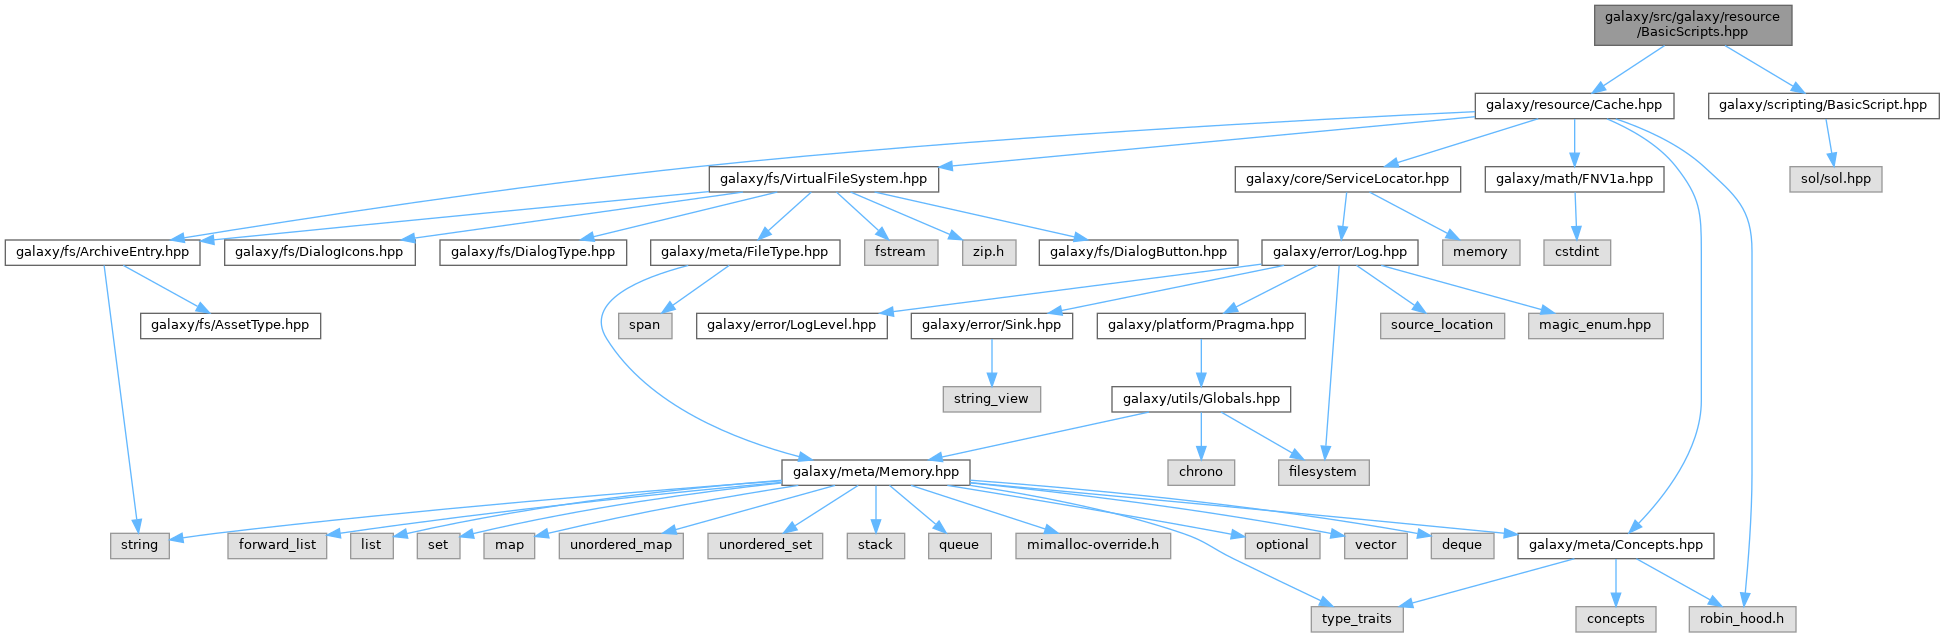 galaxy/src/galaxy/resource
/BasicScripts.hpp
galaxy/resource/Cache.hpp
galaxy/scripting/BasicScript.hpp
galaxy/fs/VirtualFileSystem.hpp
galaxy/core/ServiceLocator.hpp
galaxy/math/FNV1a.hpp
sol/sol.hpp
galaxy/fs/ArchiveEntry.hpp
galaxy/fs/DialogIcons.hpp
galaxy/fs/DialogType.hpp
galaxy/meta/FileType.hpp
fstream
zip.h
galaxy/fs/DialogButton.hpp
galaxy/error/Log.hpp
memory
cstdint
galaxy/fs/AssetType.hpp
span
galaxy/error/LogLevel.hpp
galaxy/error/Sink.hpp
galaxy/platform/Pragma.hpp
source_location
magic_enum.hpp
string_view
galaxy/utils/Globals.hpp
galaxy/meta/Memory.hpp
chrono
filesystem
string
forward_list
list
set
map
unordered_map
unordered_set
stack
queue
mimalloc-override.h
optional
vector
deque
galaxy/meta/Concepts.hpp
type_traits
concepts
robin_hood.h